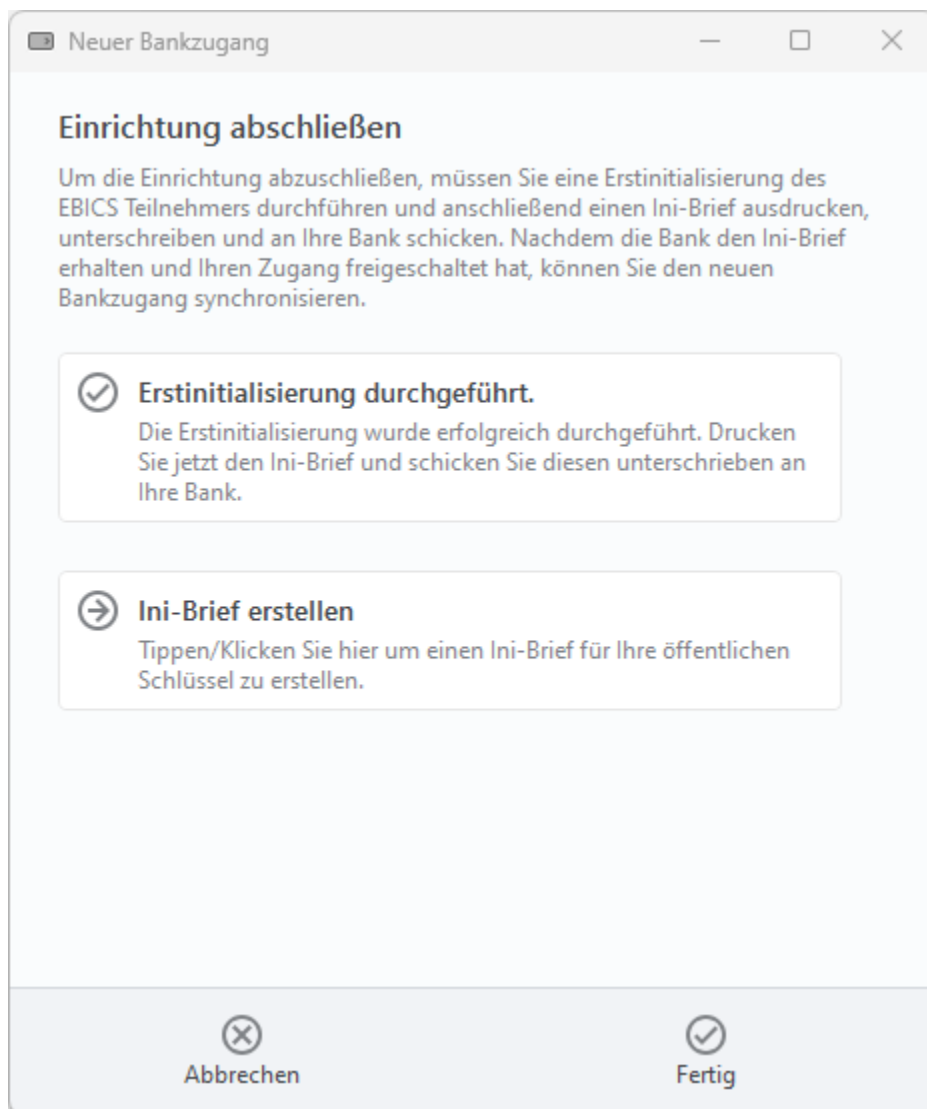 Neuer Bankzugang
Einrichtung abschließen
Um die Einrichtung abzuschließen, müssen Sie eine Erstinitialisierung des
EBICS Teilnehmers durchführen und anschließend einen Ini-Brief ausdrucken,
unterschreiben und an Ihre Bank schicken. Nachdem die Bank den Ini-Brief
erhalten und Ihren Zugang freigeschaltet hat, können Sie den neuen
Bankzugang synchronisieren.
Erstinitialisierung durchgeführt.
Die Erstinitialisierung wurde erfolgreich durchgeführt. Drucken
Sie jetzt den Ini-Brief und schicken Sie diesen unterschrieben an
Ihre Bank.
Ini-Brief erstellen
Tippen/Klicken Sie hier um einen Ini-Brief für Ihre öffentlichen
Schlüssel zu erstellen.
Abbrechen
Fertig